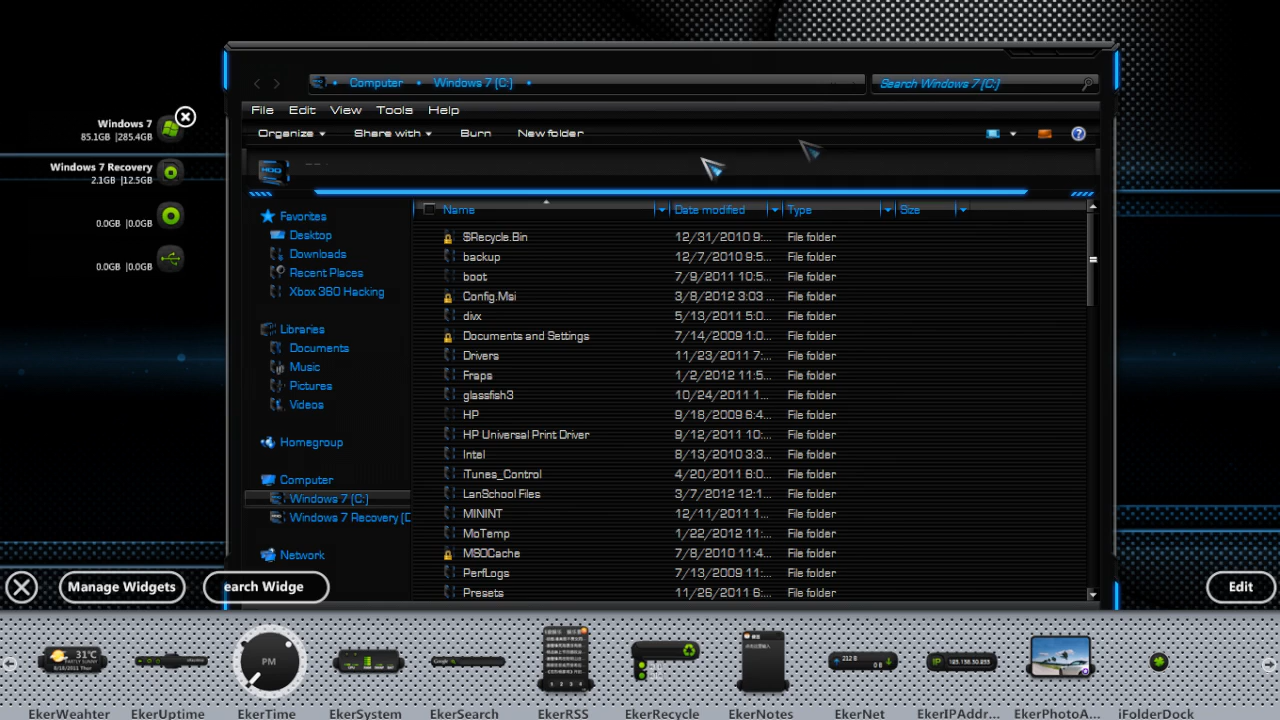 Computer
Windows 7 (C:)
Search Windows 7 (C:)
File Edit View Tools Help
Organize Share with Burn New folder
Windows 7
85.1GB |285.4GB
Windows 7 Recovery
2.1GB |12.5GB
0.0GB |0.0GB
0.0GB |0.0GB
HDD
Favorites
Desktop
Downloads
Recent Places
Xbox 360 Hacking
Libraries
Documents
Music
Pictures
Videos
Homegroup
Computer
Windows 7 (C:)
Windows 7 Recovery (D
Network
Name Date modified Type Size
$Recycle.Bin 12/31/2010 9:... File folder
backup 12/7/2010 9:5... File folder
boot 7/9/2011 10:5... File folder
Config.Msi 3/8/2012 3:03 ... File folder
divx 5/13/2011 5:0... File folder
Documents and Settings 7/14/2009 1:0... File folder
Drivers 11/23/2011 7:... File folder
Fraps 1/2/2012 11:5... File folder
glassfish3 10/24/2011 1... File folder
HP 9/18/2009 6:4... File folder
HP Universal Print Driver 9/12/2011 10:... File folder
Intel 8/13/2010 3:3... File folder
iTunes_Control 4/20/2011 6:0... File folder
LanSchool Files 3/7/2012 12:1... File folder
MININT 12/11/2011 1... File folder
MoTemp 1/22/2012 11:... File folder
MSOCache 7/8/2010 11:4... File folder
PerfLogs 7/13/2009 11:... File folder
Presets 11/26/2011 6:... File folder
Manage Widgets
earch Widge
Edit
31°C
PARTLY SUNNY
PM
1 2 3 4
212 B
0 B
IP
EkerWeahter
EkerUptime
EkerTime
EkerSystem
EkerSearch
EkerRSS
EkerRecycle
EkerNotes
EkerNet
EkerIPAddr...
EkerPhotoA...
iFolderDock